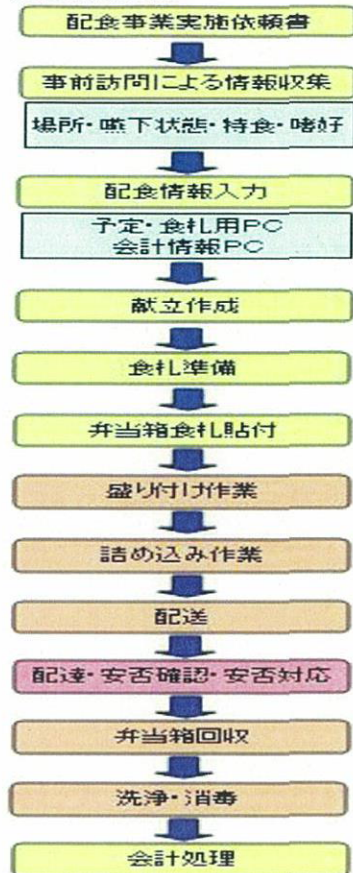 配食事業実施依頼書
事前訪問による情報収集
場所・嚥下状態・特食・嗜好
配食情報入力
予定・食札用PC
会計情報PC
献立作成
食札準備
弁当箱食札貼付
盛り付け作業
詰め込み作業
配送
配達・安否確認・安否対応
弁当箱回収
洗浄・消毒
会計処理